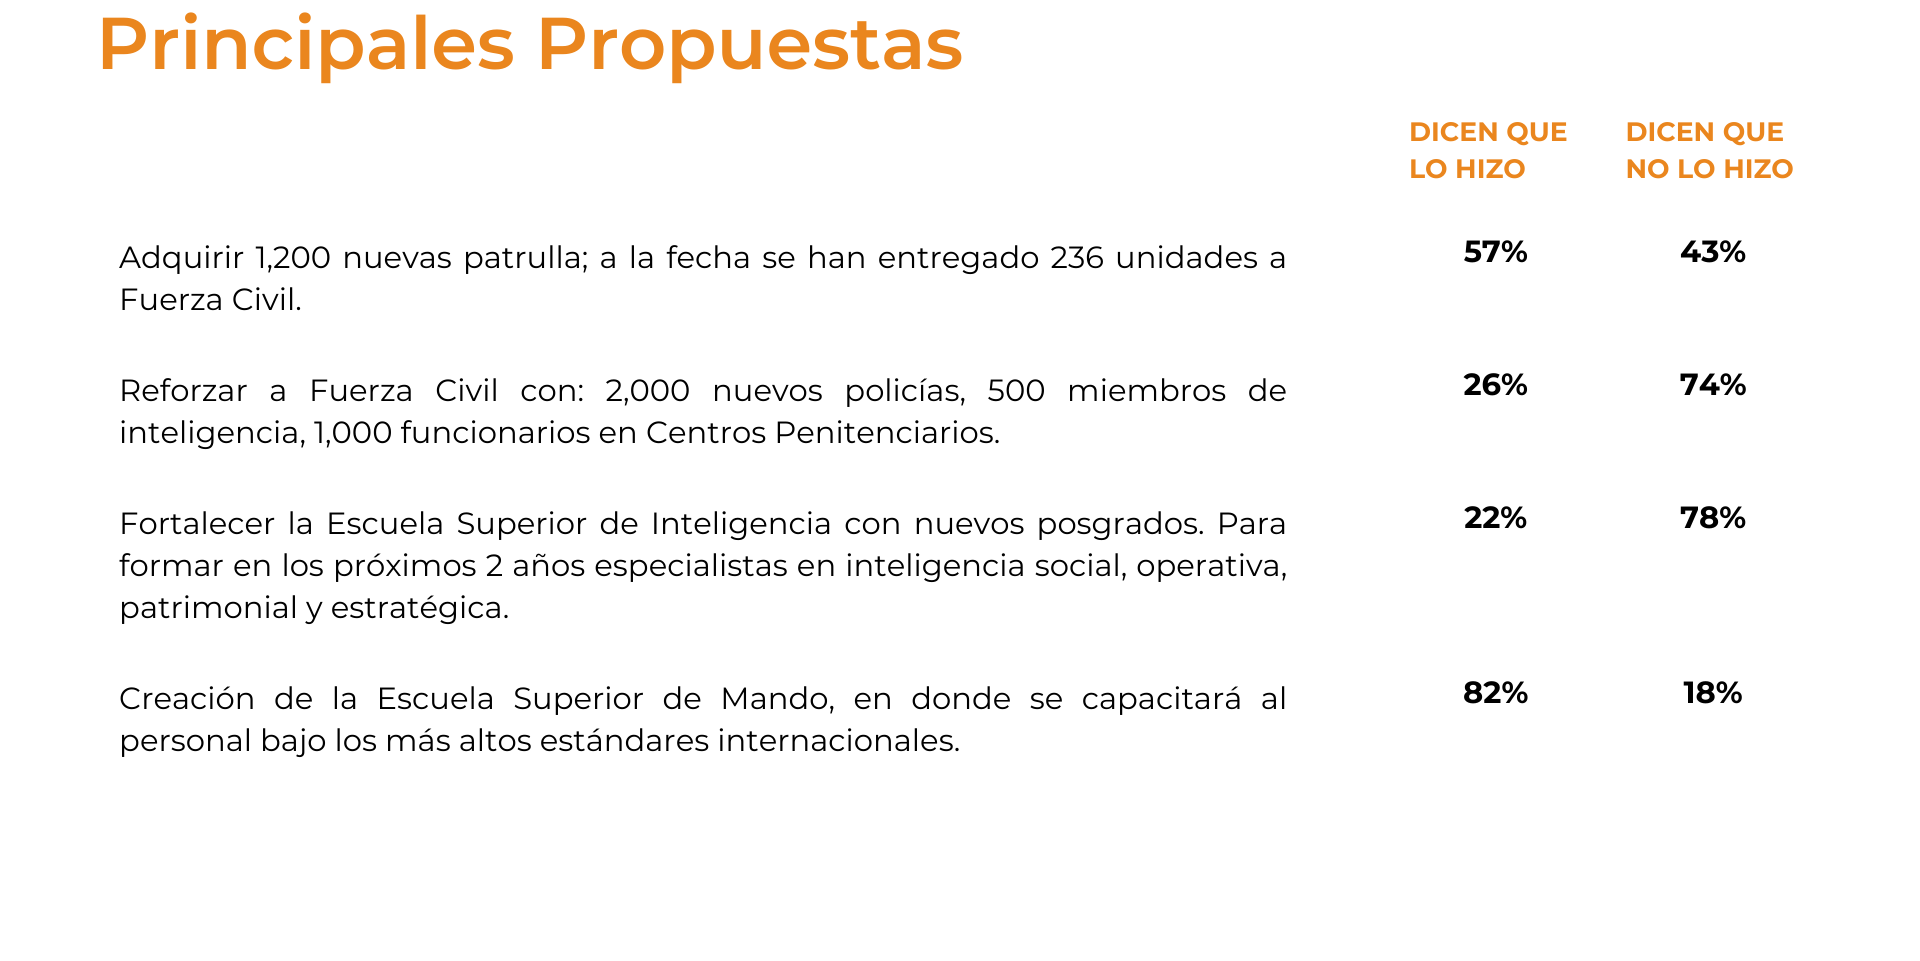 Principales Propuestas
DICEN QUE
LO HIZO
DICEN QUE
NO LO HIZO
Adquirir 1,200 nuevas patrulla; a la fecha se han entregado 236 unidades a
Fuerza Civil.
57%
43%
Reforzar a Fuerza Civil con: 2,000 nuevos policías, 500 miembros de
inteligencia, 1,000 funcionarios en Centros Penitenciarios.
26%
74%
Fortalecer la Escuela Superior de Inteligencia con nuevos posgrados. Para
formar en los próximos 2 años especialistas en inteligencia social, operativa,
patrimonial y estratégica.
22%
78%
Creación de la Escuela Superior de Mando, en donde se capacitará al
personal bajo los más altos estándares internacionales.
82%
18%